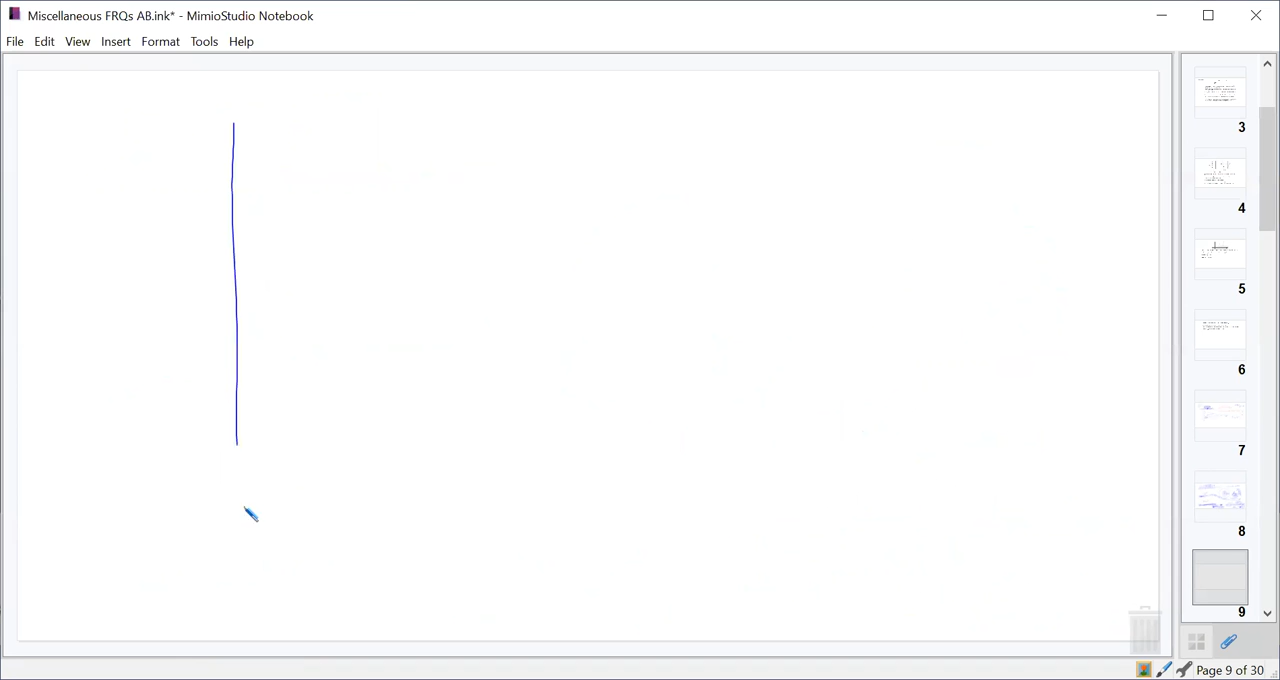 Miscellaneous FRQs AB.ink* - MimioStudio Notebook
File Edit View Insert Format Tools Help
3
4
5
6
7
8
9
Page 9 of 30